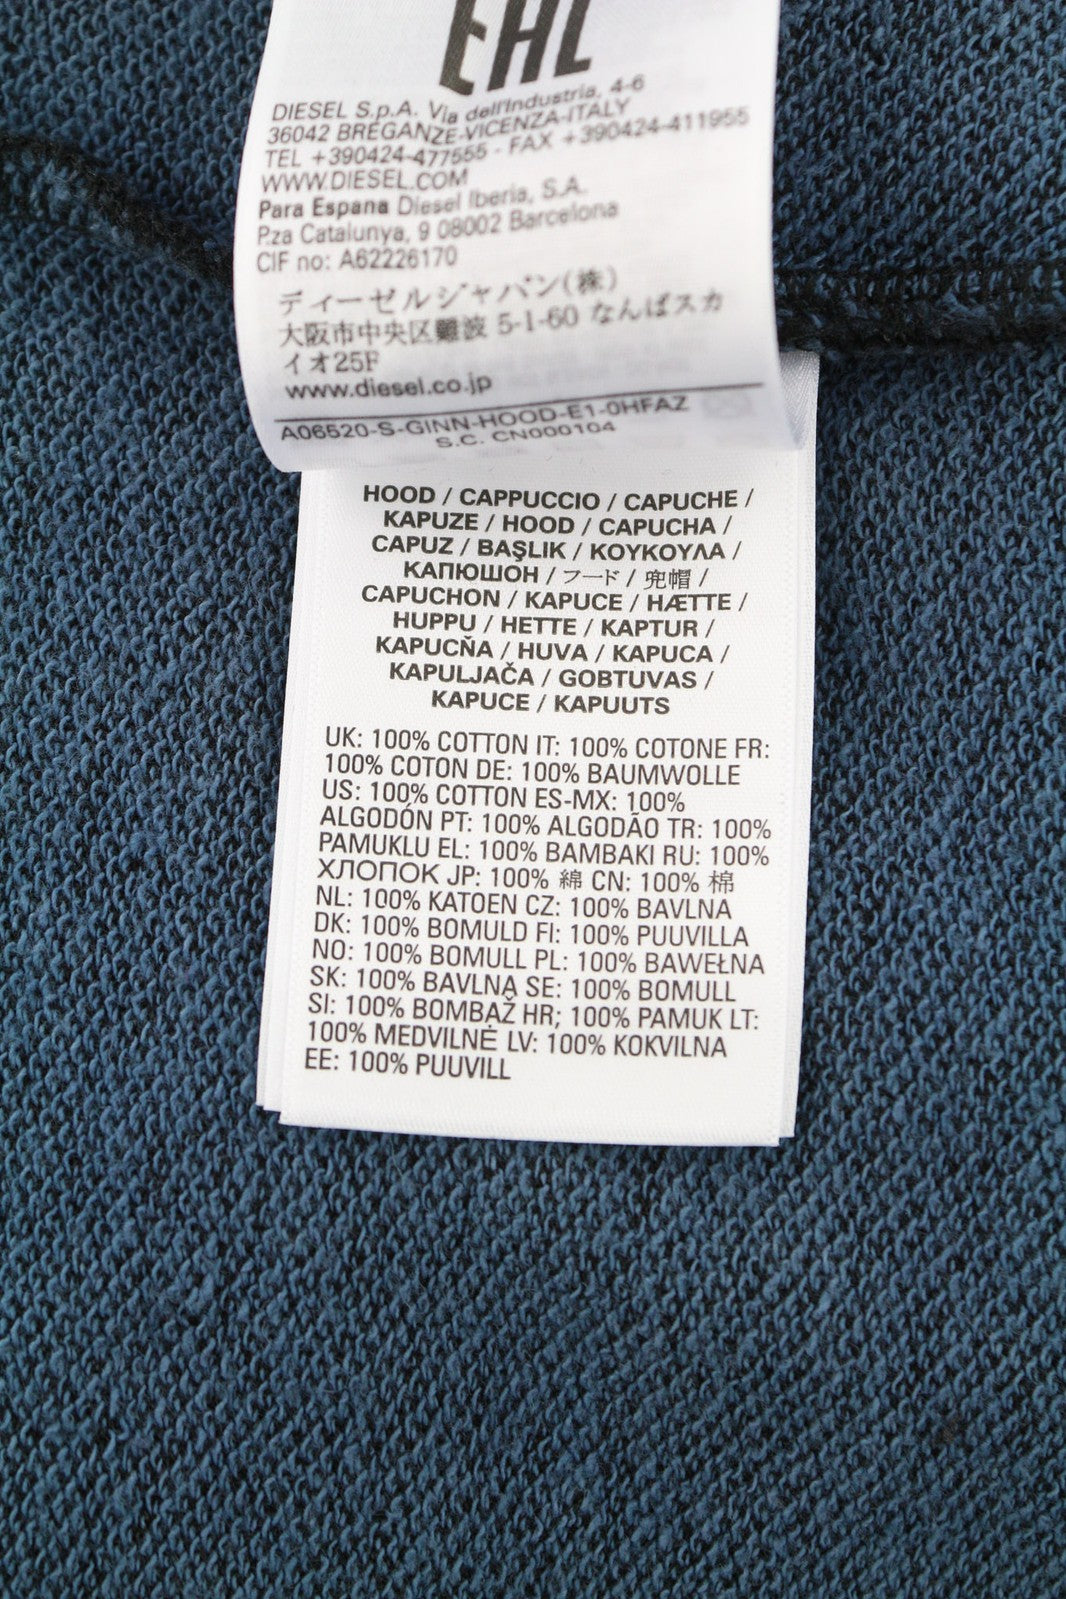 EAC
DIESEL S.p.A. Via dell'Industria, 4-6
36042 BREGANZE-VICENZA-ITALY
TEL +390424-477555 - FAX +390424-411955
WWW.DIESEL.COM
Para Espana Diesel Iberia, S.A.
P.za Catalunya, 9 08002 Barcelona
CIF no: A62226170
ディーゼルジャパン(株)
大阪市中央区難波 5-1-60 なんばスカ
イオ25F
www.diesel.co.jp
A06520-S-GINN-HOOD-E1-0HFAZ
S.C. CN000104
HOOD / CAPPUCCIO / CAPUCHE /
KAPUZE / HOOD / CAPUCHA /
CAPUZ / BAŞLIK / ΚΟΥΚΟΥΛΑ /
КАПЮШОН / フード / 兜帽 /
CAPUCHON / KAPUCE / HÆTTE /
HUPPU / HETTE / KAPTUR /
KAPUCŇA / HUVA / KAPUCA /
KAPULJAČA / GOBTUVAS /
KAPUCE / KAPUUTS
UK: 100% COTTON IT: 100% COTONE FR:
100% COTON DE: 100% BAUMWOLLE
US: 100% COTTON ES-MX: 100%
ALGODÓN PT: 100% ALGODÃO TR: 100%
PAMUKLU EL: 100% ΒΑΜΒΑΚΙ RU: 100%
ХЛОПОК JP: 100% 綿 CN: 100% 棉
NL: 100% KATOEN CZ: 100% BAVLNA
DK: 100% BOMULD FI: 100% PUUVILLA
NO: 100% BOMULL PL: 100% BAWEŁNA
SK: 100% BAVLNA SE: 100% BOMULL
SI: 100% BOMBAŽ HR; 100% PAMUK LT:
100% MEDVILNĖ LV: 100% KOKVILNA
EE: 100% PUUVILL